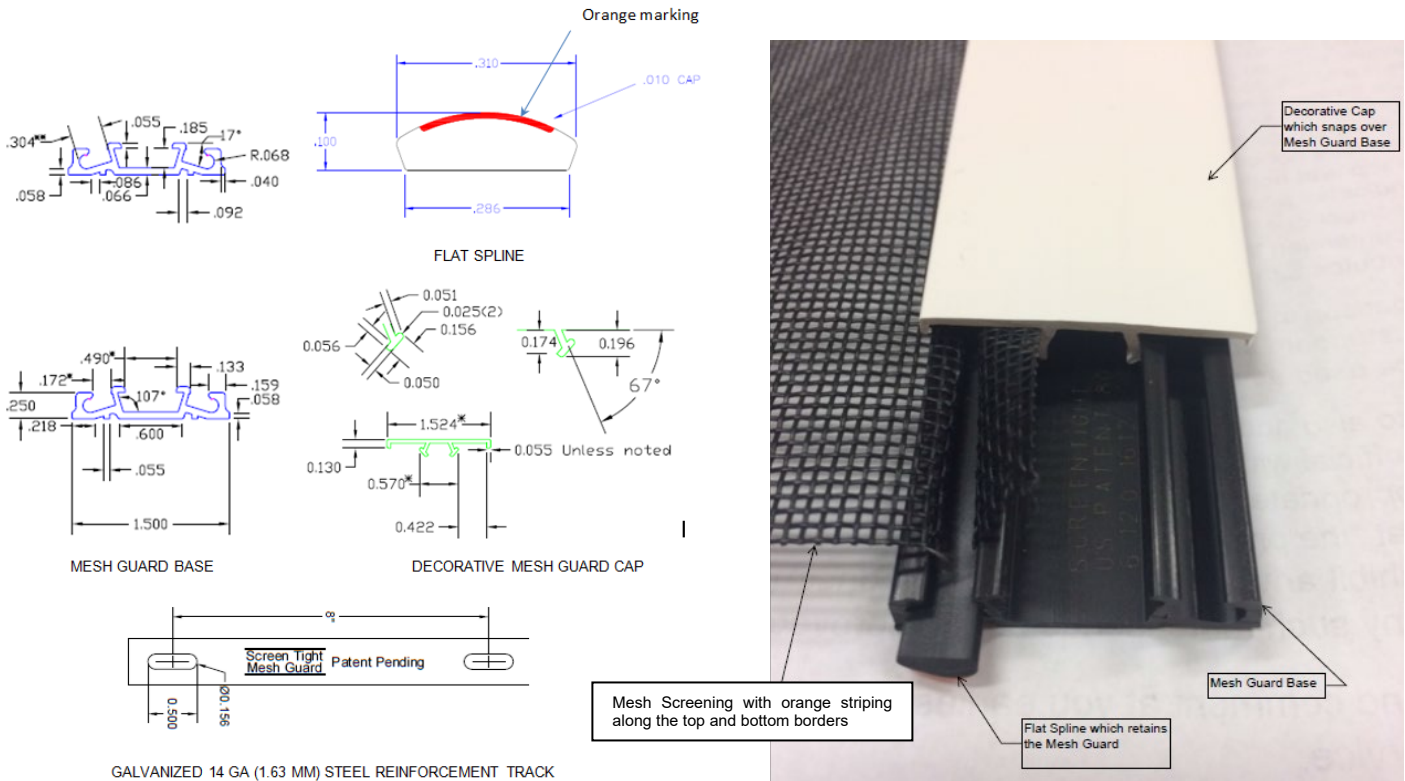 Orange marking
.310
.010 CAP
.100
.286
FLAT SPLINE
.304**
.055
.185
17°
R.068
.058
.086
.066
.040
.092
0.051
0.025(2)
0.156
0.056
0.050
0.174
0.196
67°
.490*
.172*
.133
.159
.058
.250
107°
.218
.600
.055
1.500
MESH GUARD BASE
1.524*
0.130
0.055 Unless noted
0.570*
0.422
DECORATIVE MESH GUARD CAP
8"
Screen Tight
Mesh Guard
Patent Pending
0.500
Ø0.156
GALVANIZED 14 GA (1.63 MM) STEEL REINFORCEMENT TRACK
Decorative Cap
which snaps over
Mesh Guard Base
Mesh Guard Base
Flat Spline which retains
the Mesh Guard
Mesh Screening with orange striping
along the top and bottom borders